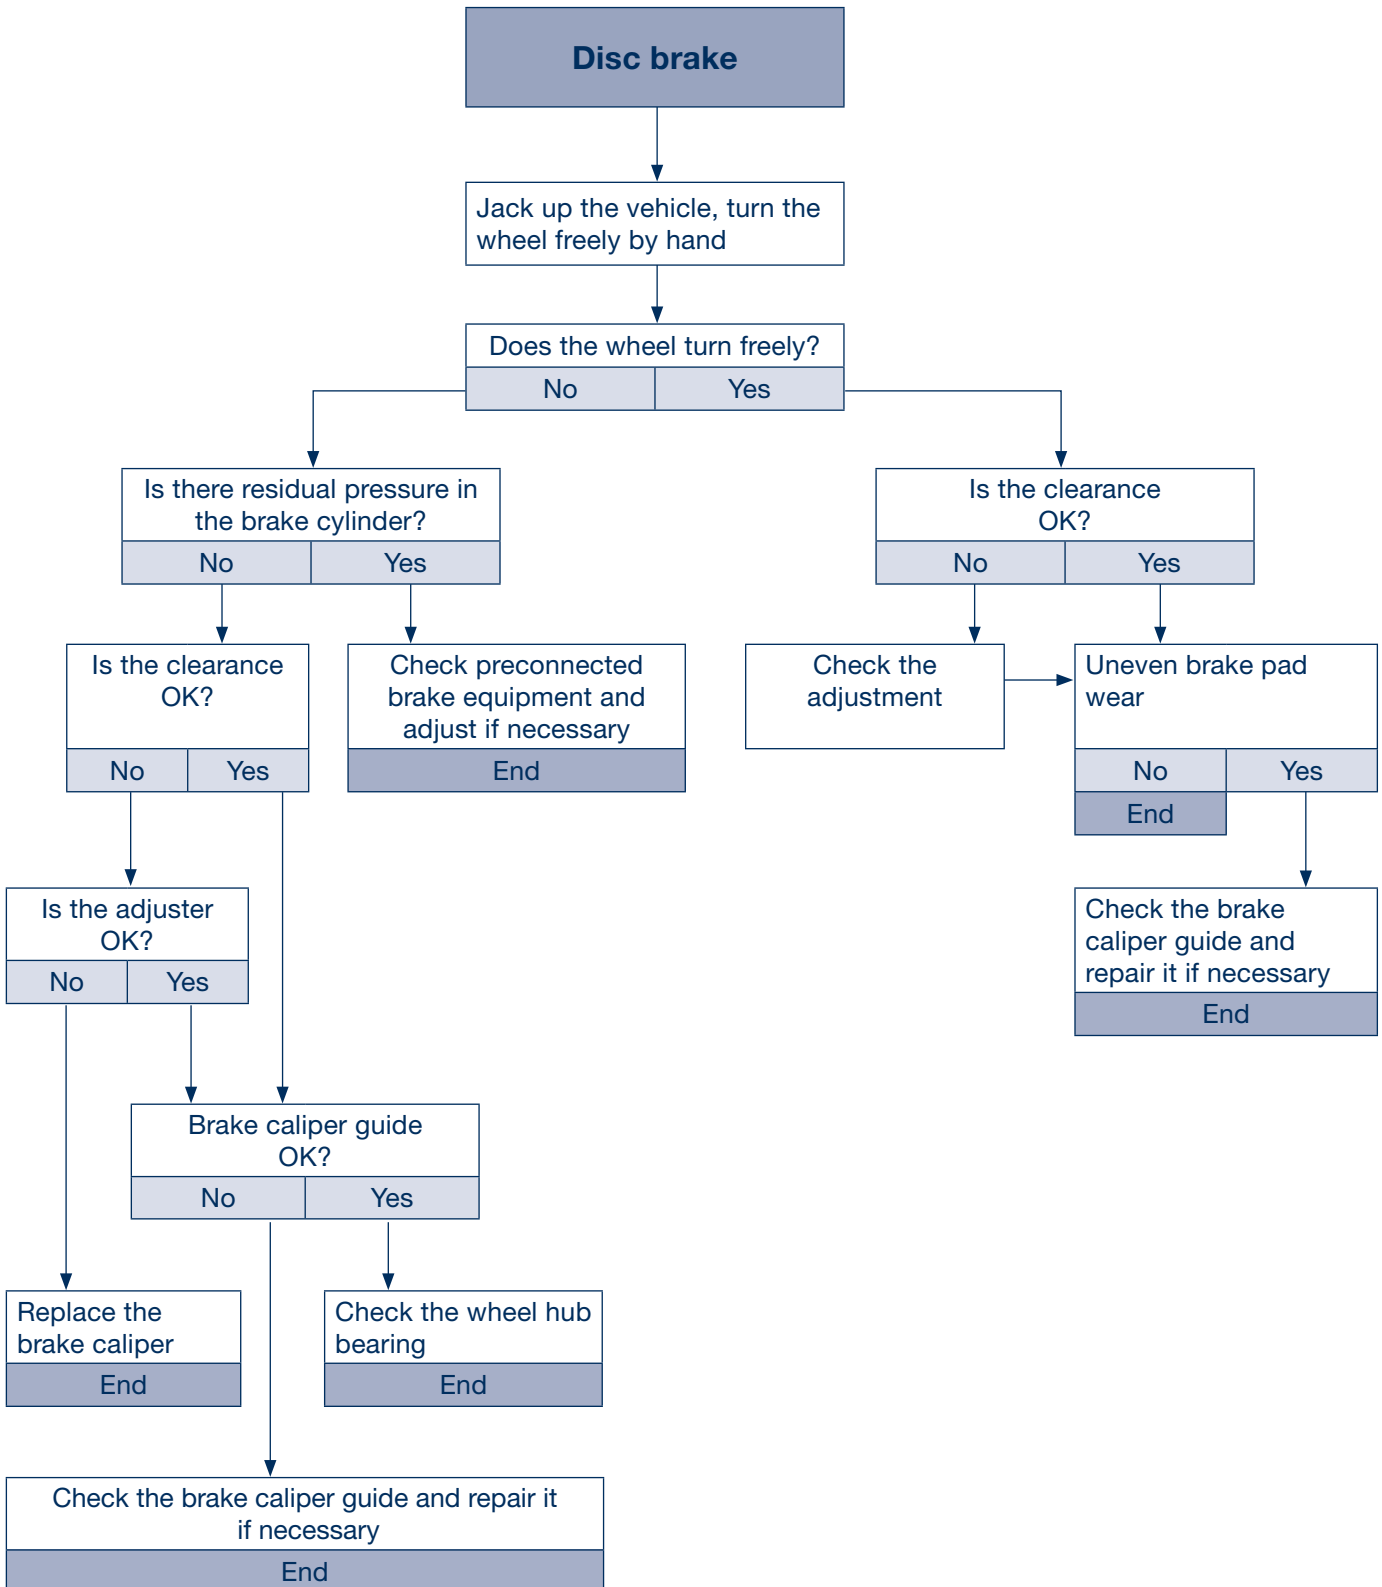 Disc brake
Jack up the vehicle, turn the
wheel freely by hand
Does the wheel turn freely?
No
Yes
Is there residual pressure in
the brake cylinder?
No
Yes
Is the clearance
OK?
No
Yes
Is the clearance
OK?
No
Yes
Check preconnected
brake equipment and
adjust if necessary
End
Check the
adjustment
Uneven brake pad
wear
No
Yes
End
Is the adjuster
OK?
No
Yes
Check the brake
caliper guide and
repair it if necessary
End
Brake caliper guide
OK?
No
Yes
Replace the
brake caliper
End
Check the wheel hub
bearing
End
Check the brake caliper guide and repair it
if necessary
End